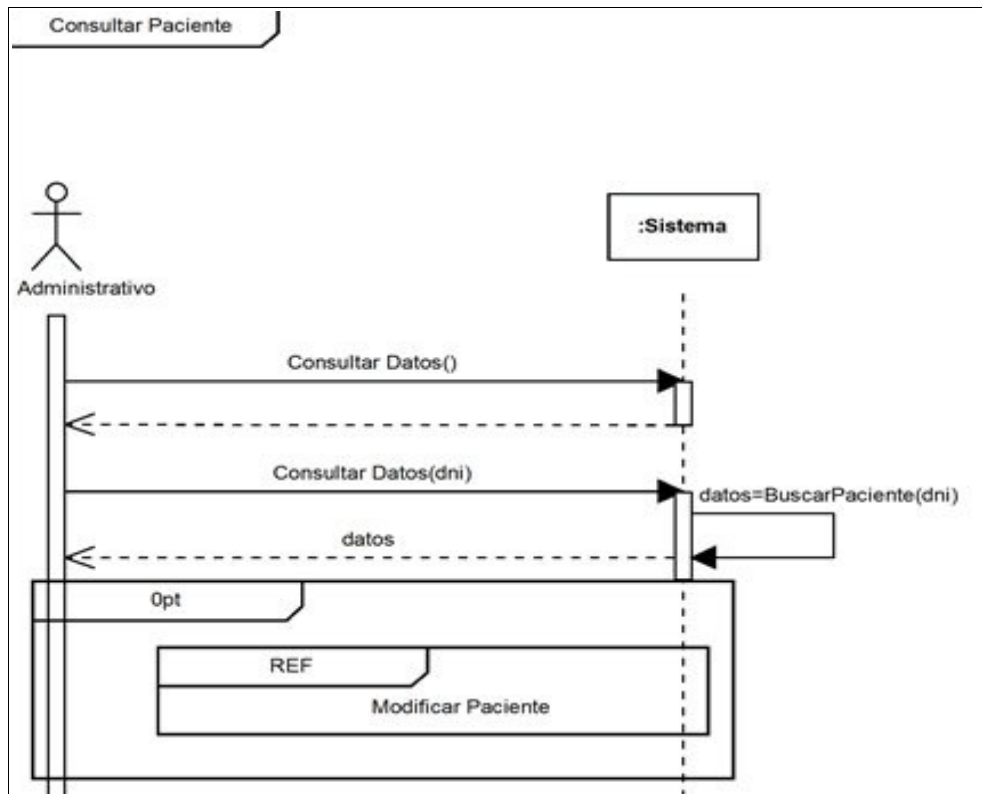 Consultar Paciente
:Sistema
Administrativo
Consultar Datos()
Consultar Datos(dni)
datos=BuscarPaciente(dni)
datos
0pt
REF
Modificar Paciente